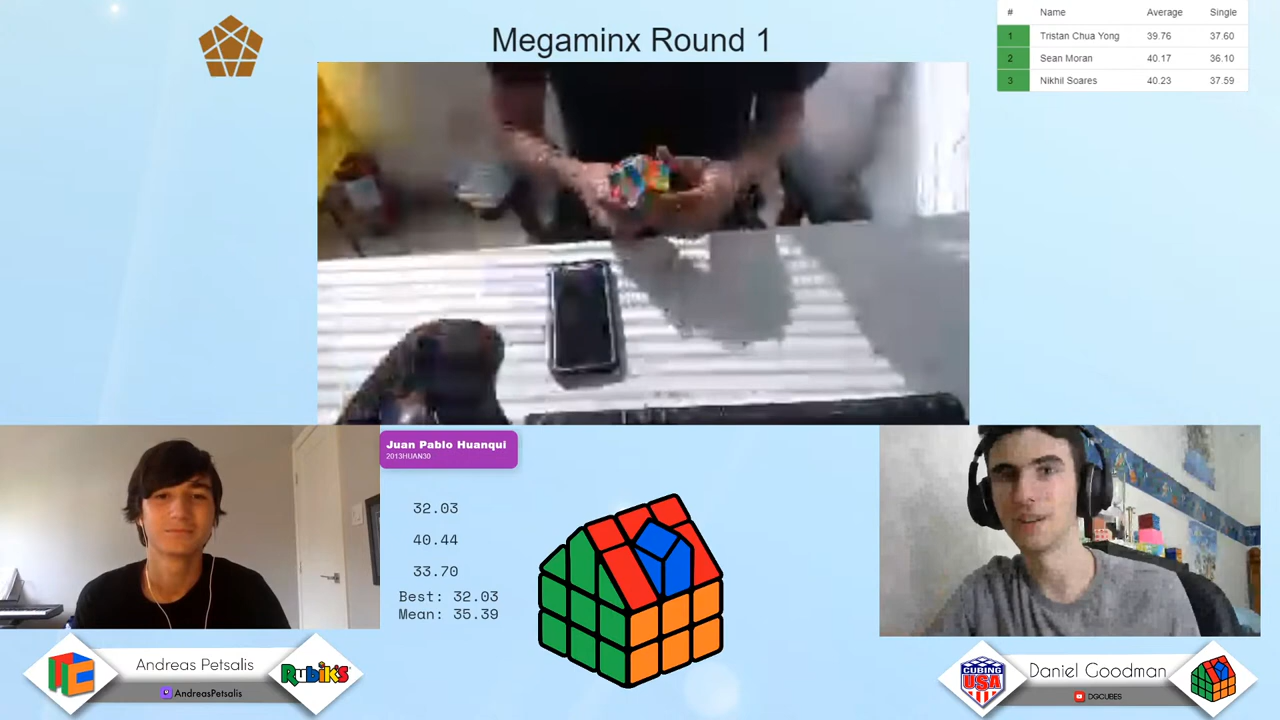 Megaminx Round 1
# Name Average Single
1 Tristan Chua Yong 39.76 37.60
2 Sean Moran 40.17 36.10
3 Nikhil Soares 40.23 37.59
Juan Pablo Huanqui
2013HUAN30
32.03
40.44
33.70
Best: 32.03
Mean: 35.39
Andreas Petsalis
RUBIK'S
AndreasPetsalis
Daniel Goodman
CUBING
USA
DGCUBES